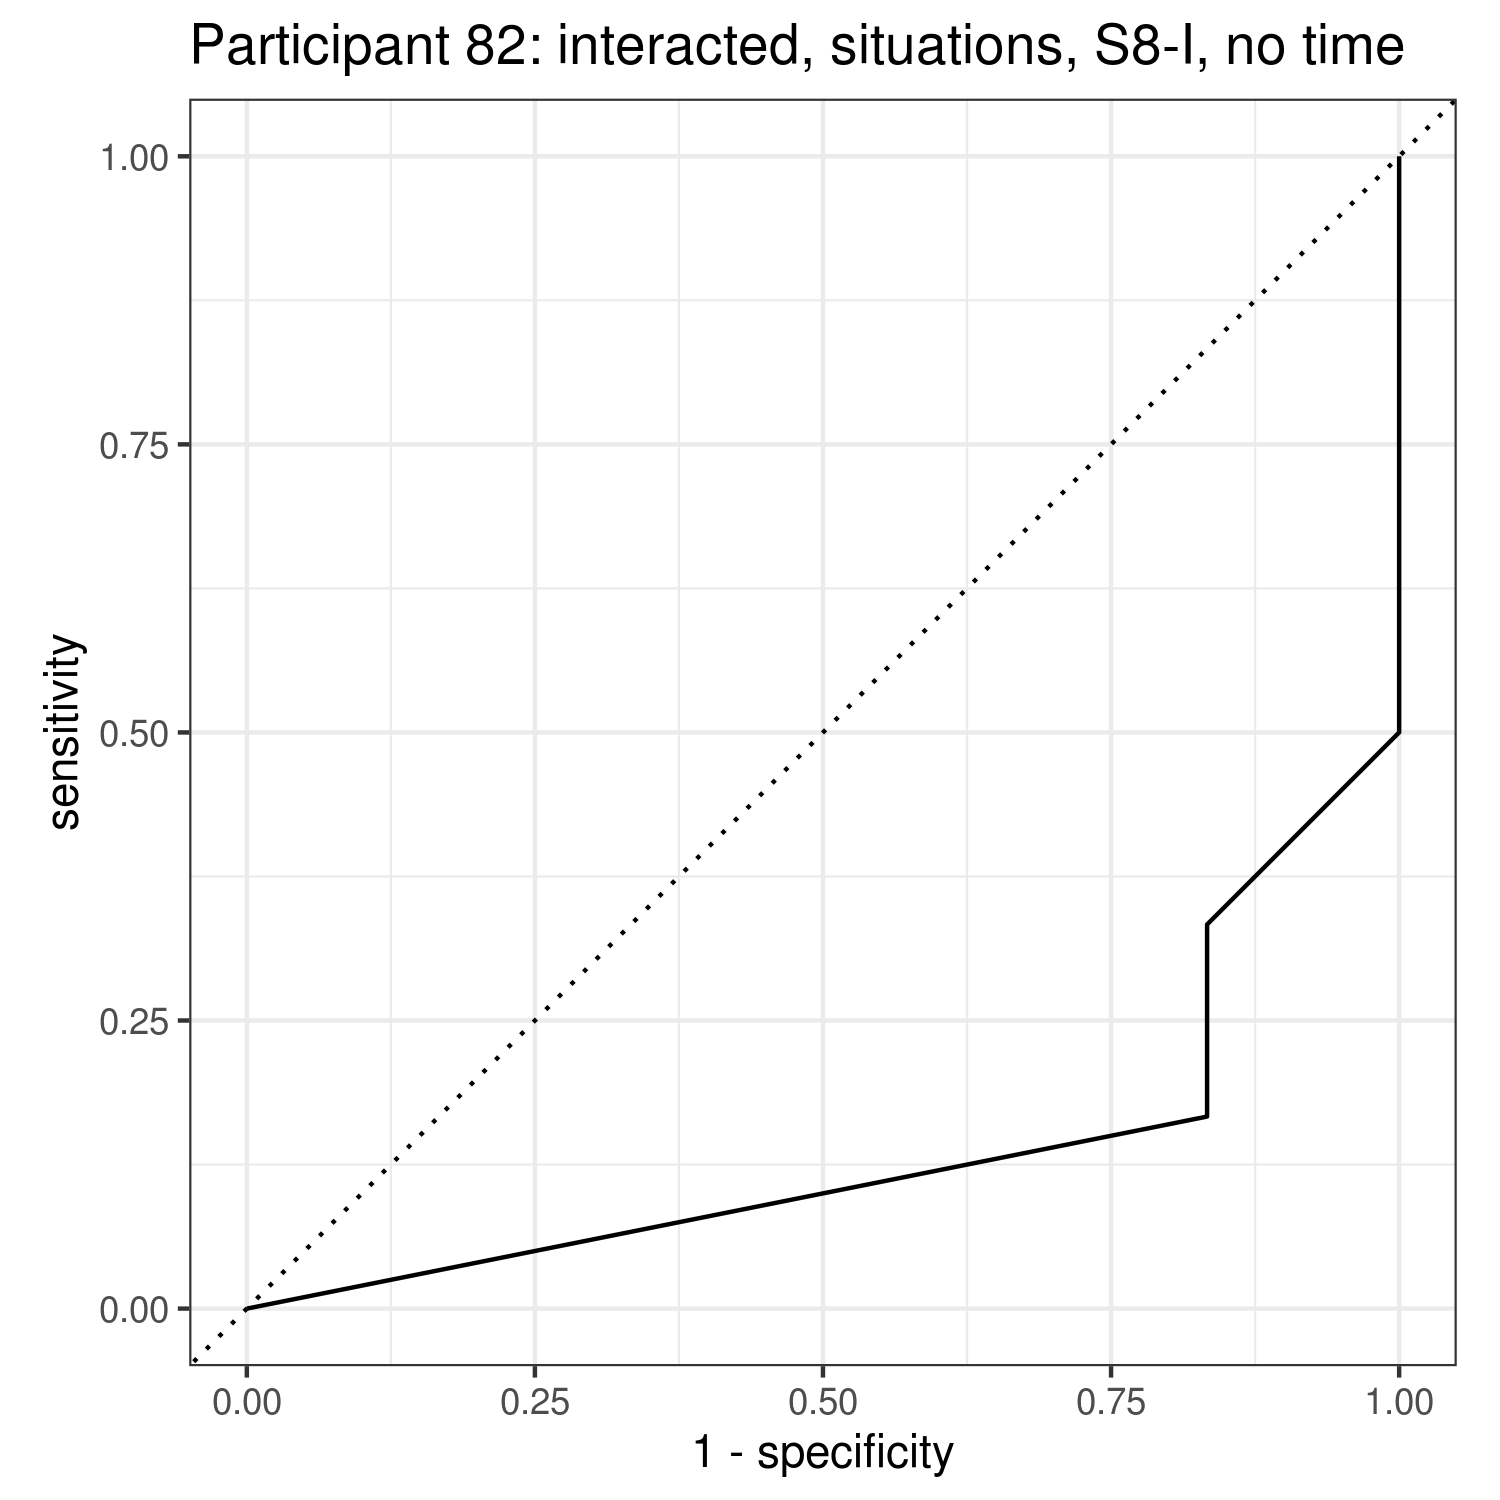 Participant 82: interacted, situations, S8-I, no time
1.00
0.75
0.50
0.25
0.00
sensitivity
0.00 0.25 0.50 0.75 1.00
1 - specificity